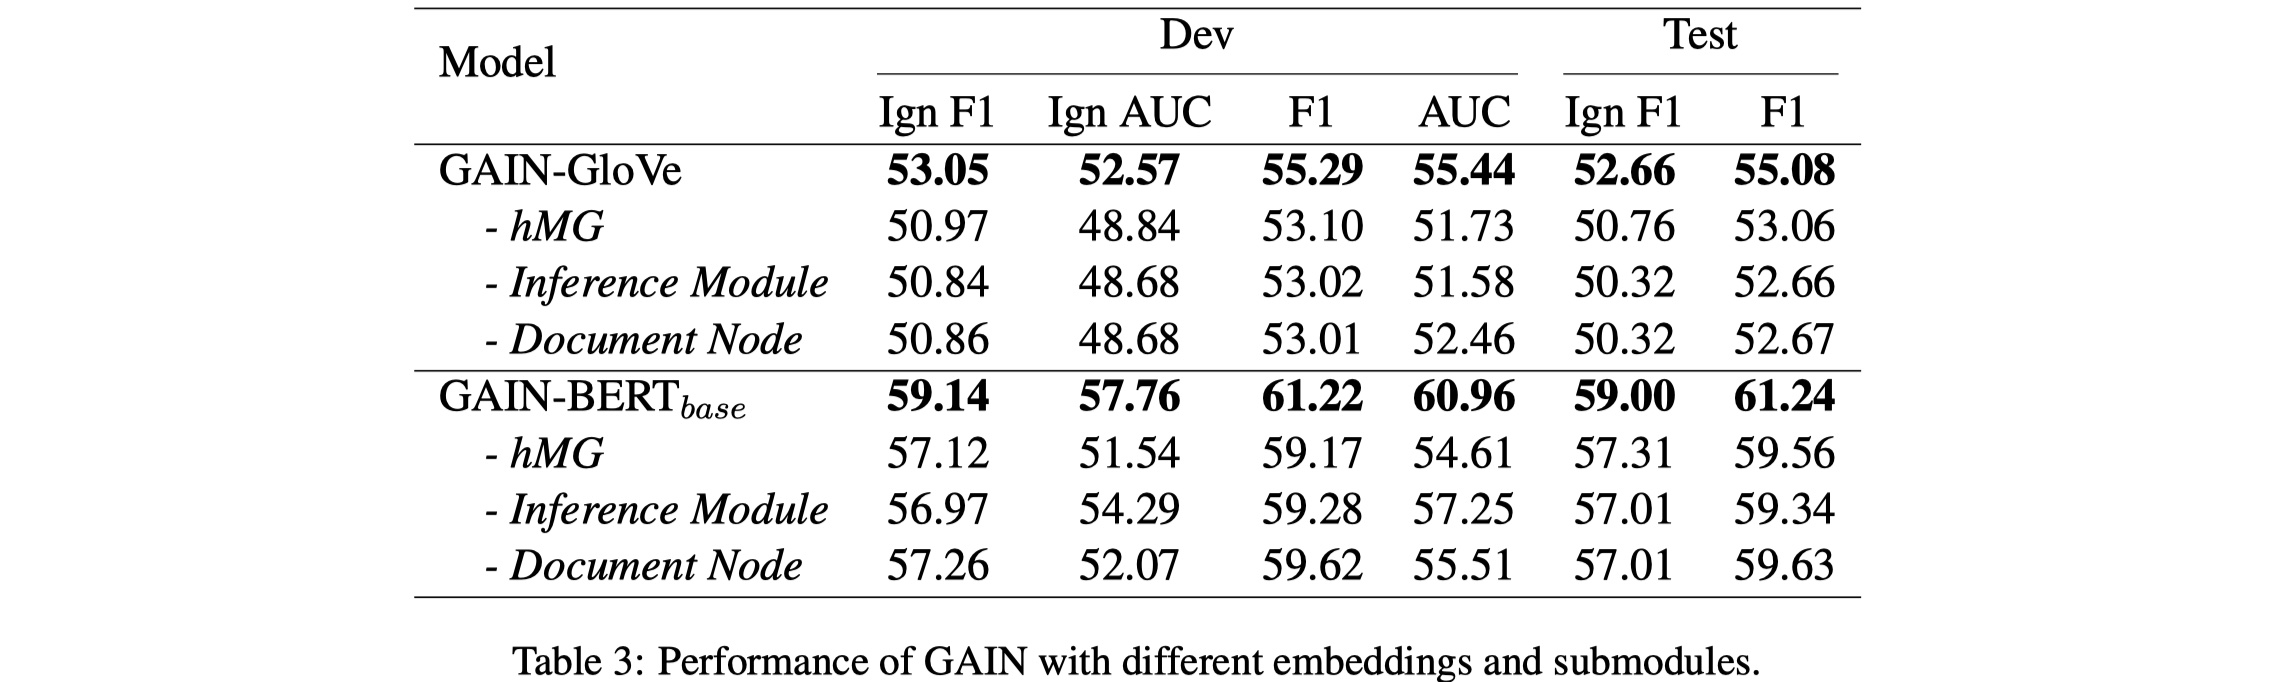 Model Dev Test
Ign F1 Ign AUC F1 AUC Ign F1 F1
GAIN-GloVe 53.05 52.57 55.29 55.44 52.66 55.08
- hMG 50.97 48.84 53.10 51.73 50.76 53.06
- Inference Module 50.84 48.68 53.02 51.58 50.32 52.66
- Document Node 50.86 48.68 53.01 52.46 50.32 52.67
GAIN-BERTbase 59.14 57.76 61.22 60.96 59.00 61.24
- hMG 57.12 51.54 59.17 54.61 57.31 59.56
- Inference Module 56.97 54.29 59.28 57.25 57.01 59.34
- Document Node 57.26 52.07 59.62 55.51 57.01 59.63
Table 3: Performance of GAIN with different embeddings and submodules.